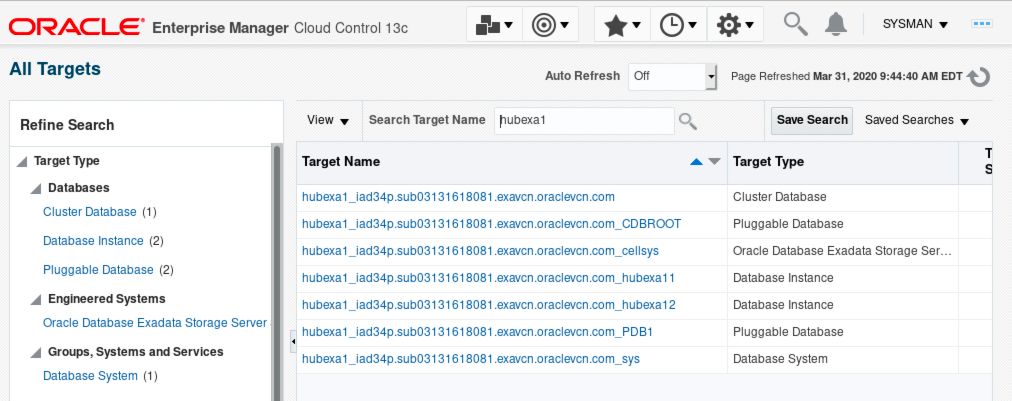 ORACLE Enterprise Manager Cloud Control 13c
SYSMAN
All Targets
Auto Refresh Off Page Refreshed Mar 31, 2020 9:44:40 AM EDT
Refine Search
Target Type
Databases
Cluster Database (1)
Database Instance (2)
Pluggable Database (2)
Engineered Systems
Oracle Database Exadata Storage Server
Groups, Systems and Services
Database System (1)
View Search Target Name hubexa1 Save Search Saved Searches
Target Name Target Type T
S
hubexa1_iad34p.sub03131618081.exavcn.oraclevcn.com Cluster Database
hubexa1_iad34p.sub03131618081.exavcn.oraclevcn.com_CDBROOT Pluggable Database
hubexa1_iad34p.sub03131618081.exavcn.oraclevcn.com_cellsys Oracle Database Exadata Storage Ser...
hubexa1_iad34p.sub03131618081.exavcn.oraclevcn.com_hubexa11 Database Instance
hubexa1_iad34p.sub03131618081.exavcn.oraclevcn.com_hubexa12 Database Instance
hubexa1_iad34p.sub03131618081.exavcn.oraclevcn.com_PDB1 Pluggable Database
hubexa1_iad34p.sub03131618081.exavcn.oraclevcn.com_sys Database System